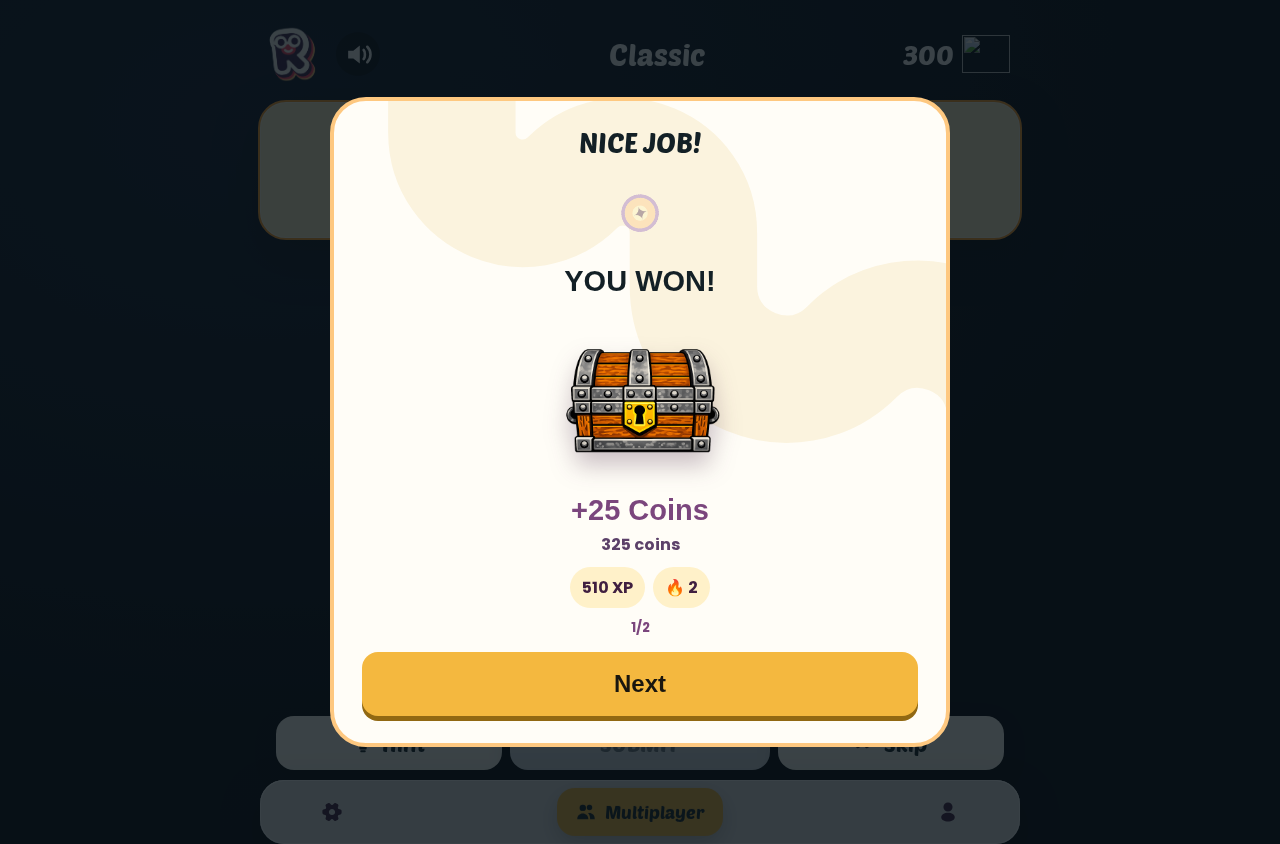 Classic
300
NICE JOB!
YOU WON!
+25 Coins
325 coins
510 XP
🔥 2
1/2
Next
Hint
SUBMIT
Skip
Multiplayer